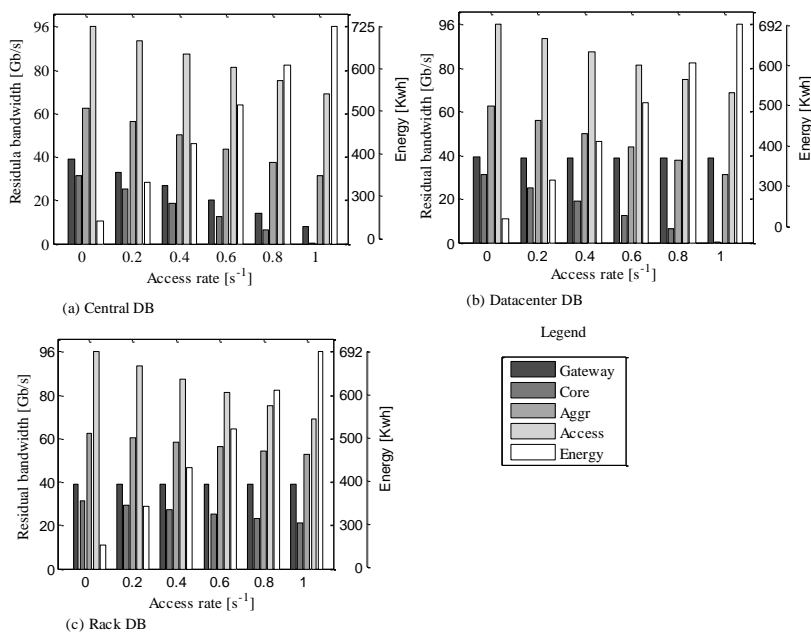 96
80
60
40
20
0
Residula bandwidth [Gb/s]
725
600
500
400
300
0
Energy [Kwh]
0 0.2 0.4 0.6 0.8 1
Access rate [s-1]
(a) Central DB
96
80
60
40
20
0
Residual bandwidth [Gb/s]
692
600
500
400
300
0
Energy [Kwh]
0 0.2 0.4 0.6 0.8 1
Access rate [s-1]
(b) Datacenter DB
96
80
60
40
20
0
Residual bandwidth [Gb/s]
692
600
500
400
300
0
Energy [Kwh]
0 0.2 0.4 0.6 0.8 1
Access rate [s-1]
(c) Rack DB
Legend
Gateway
Core
Aggr
Access
Energy